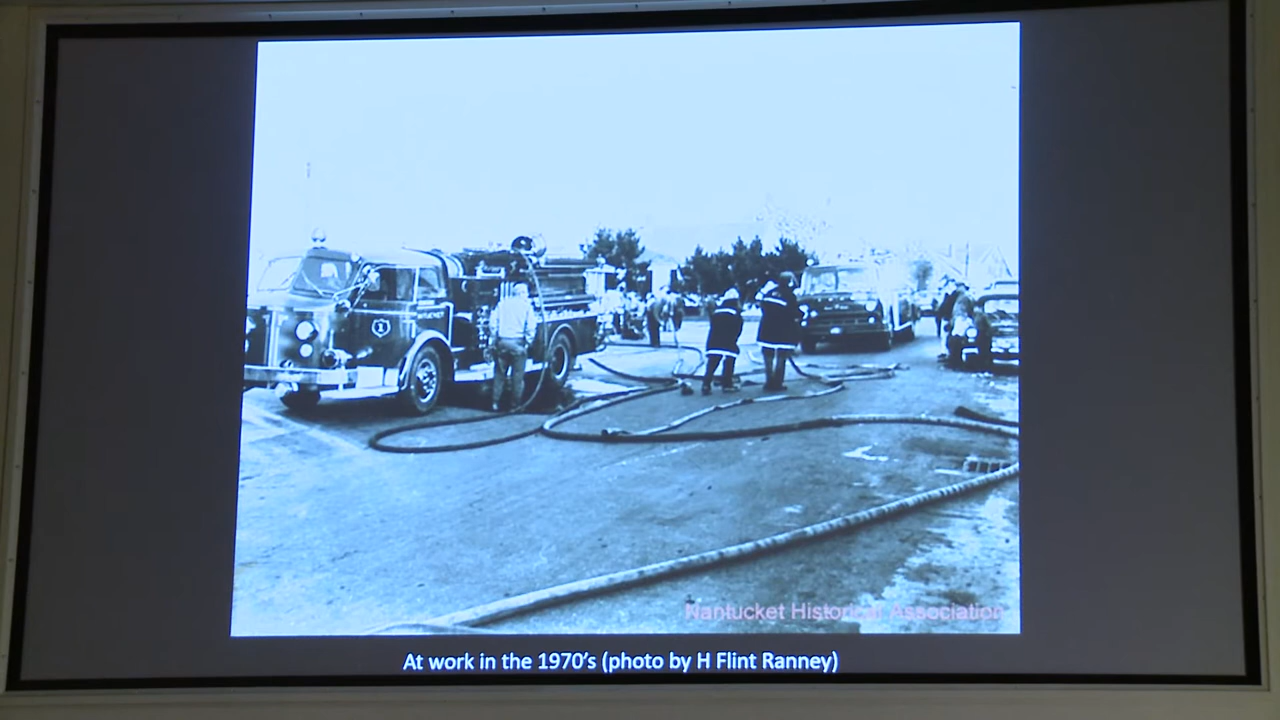 Nantucket Historical Association
At work in the 1970's (photo by H Flint Ranney)